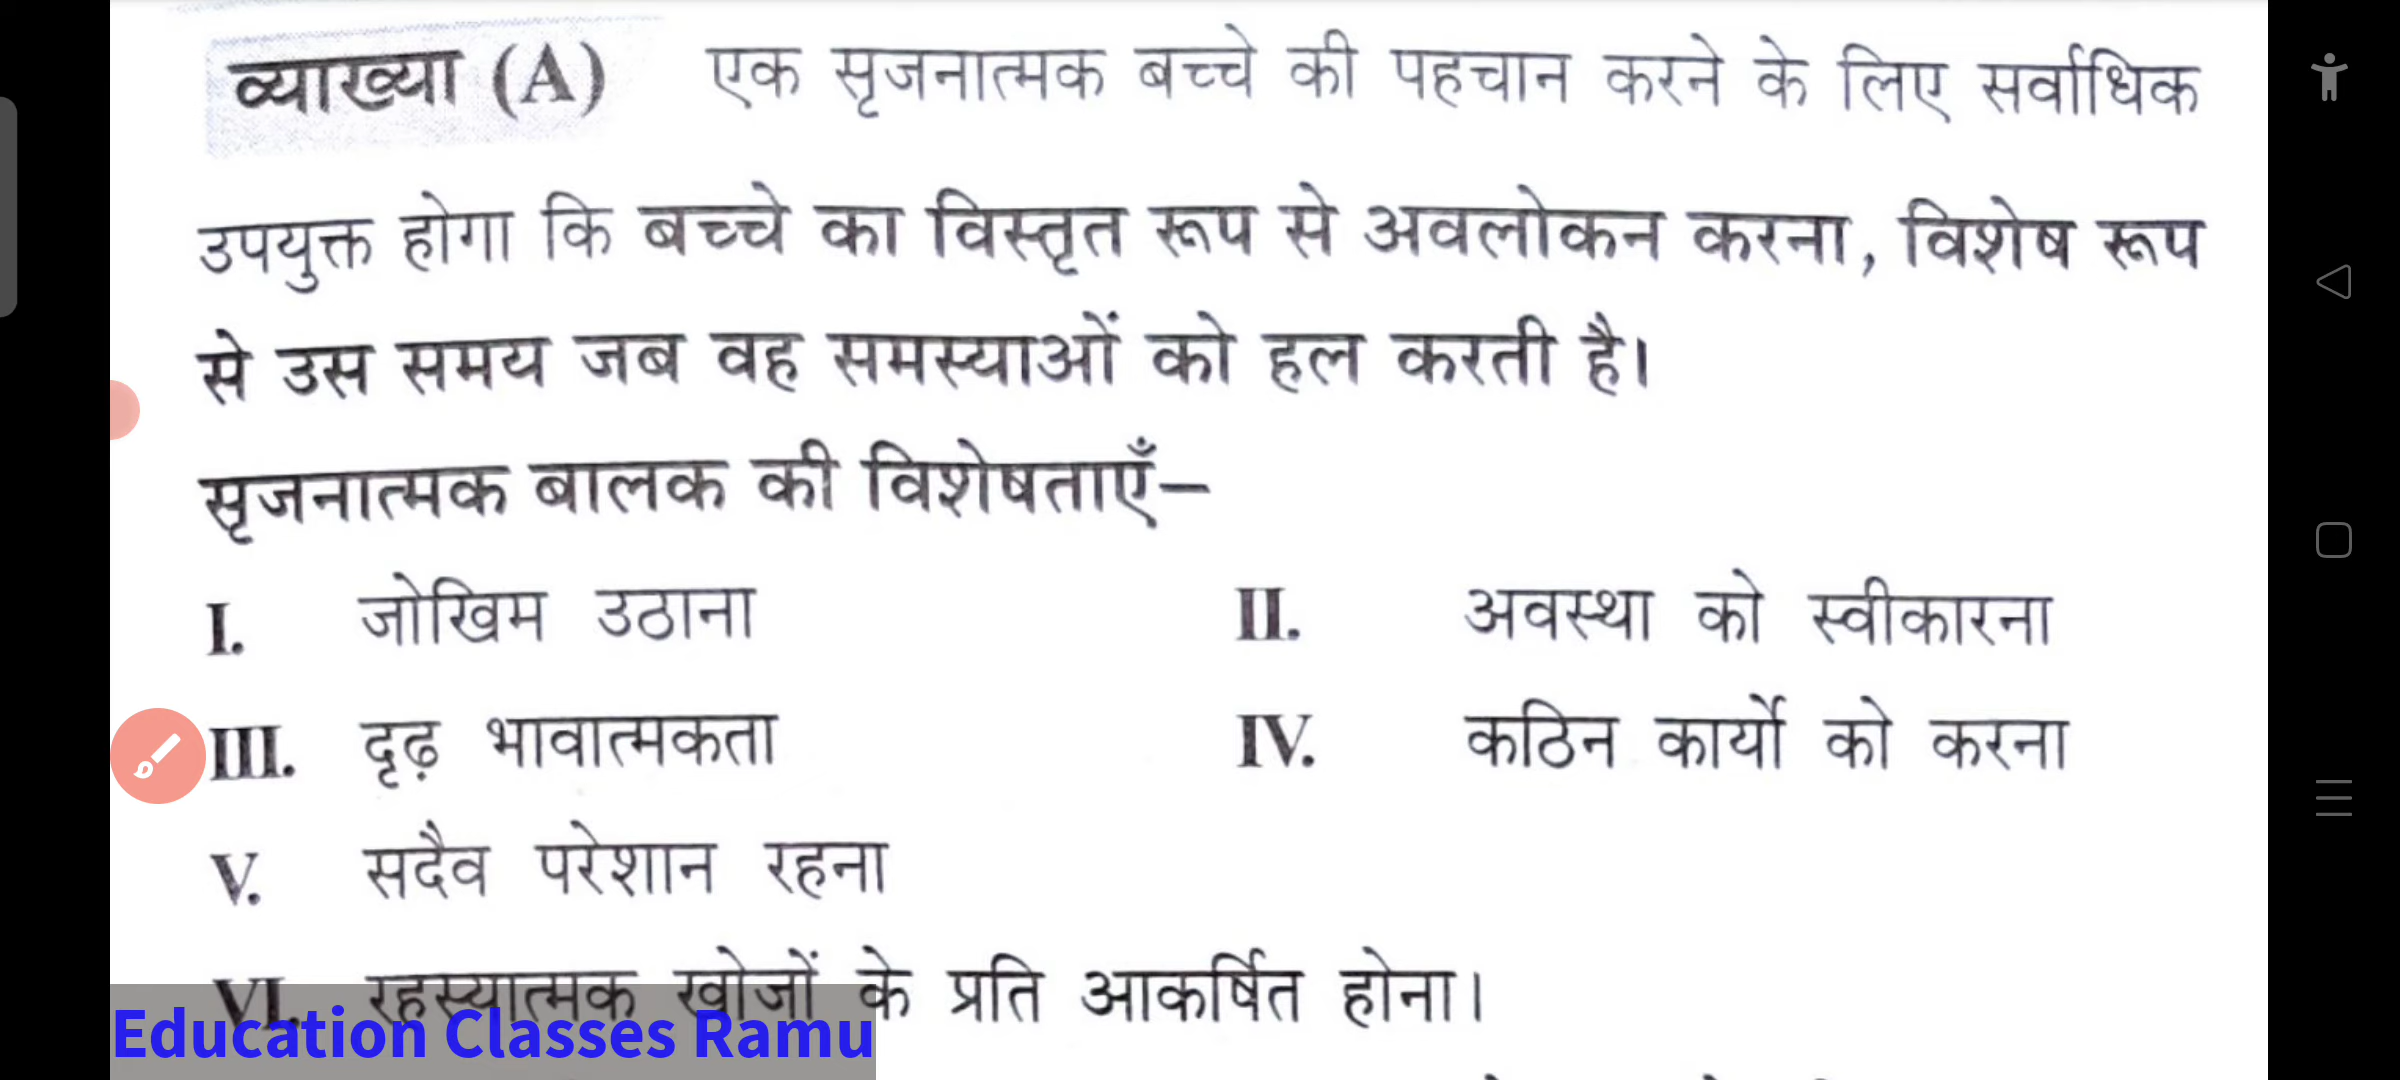 व्याख्या (A) एक सृजनात्मक बच्चे की पहचान करने के लिए सर्वाधिक
उपयुक्त होगा कि बच्चे का विस्तृत रूप से अवलोकन करना, विशेष रूप
से उस समय जब वह समस्याओं को हल करती है।
सृजनात्मक बालक की विशेषताएँ–
I. जोखिम उठाना II. अवस्था को स्वीकारना
III. दृढ़ भावात्मकता IV. कठिन कार्यो को करना
V. सदैव परेशान रहना
VI. रहस्यात्मक खोजों के प्रति आकर्षित होना।
Education Classes Ramu